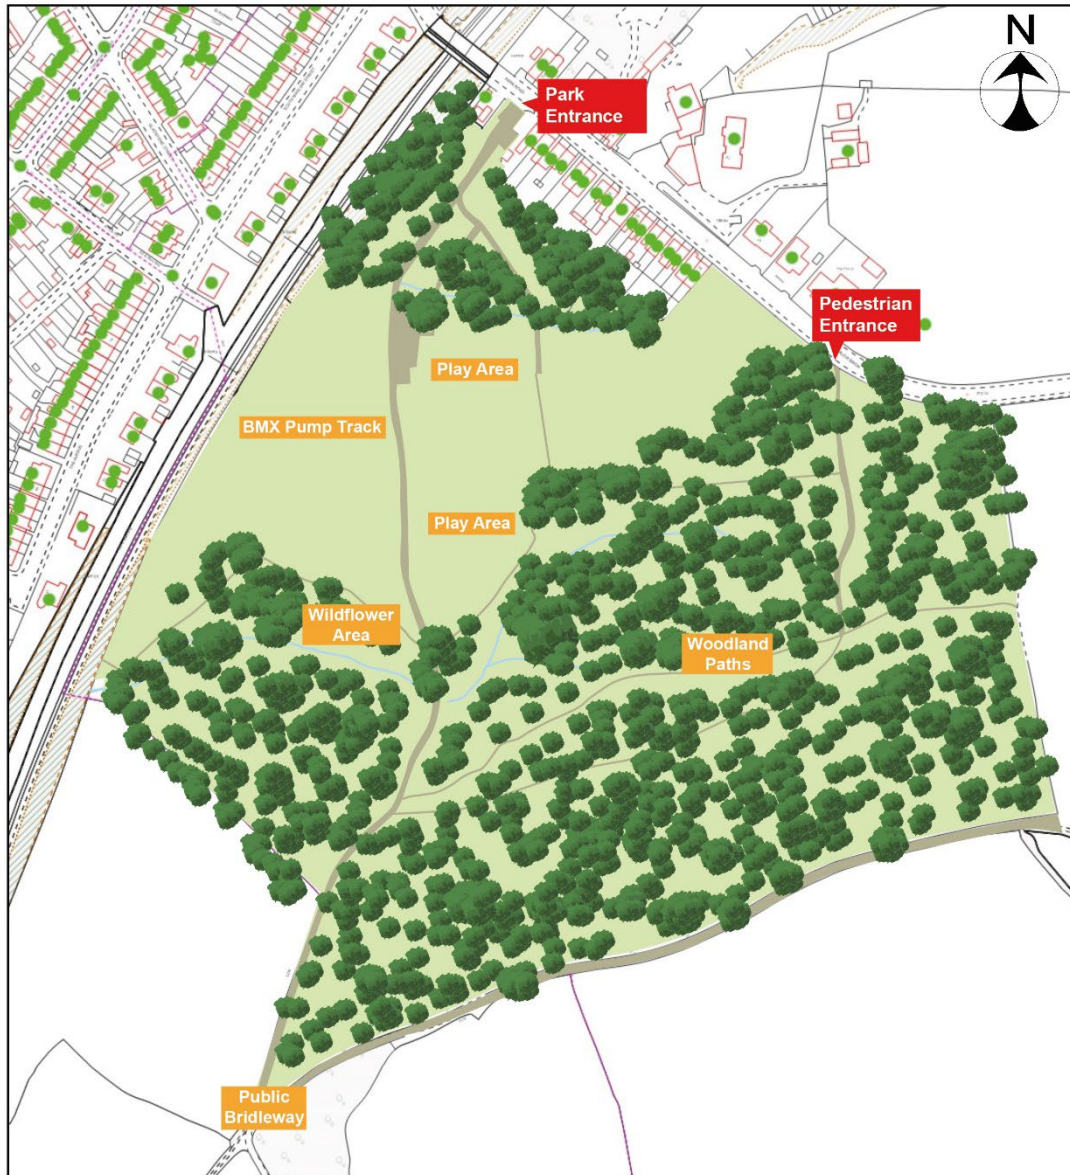 N
Park
Entrance
Pedestrian
Entrance
Play Area
BMX Pump Track
Play Area
Wildflower
Area
Woodland
Paths
Public
Bridleway